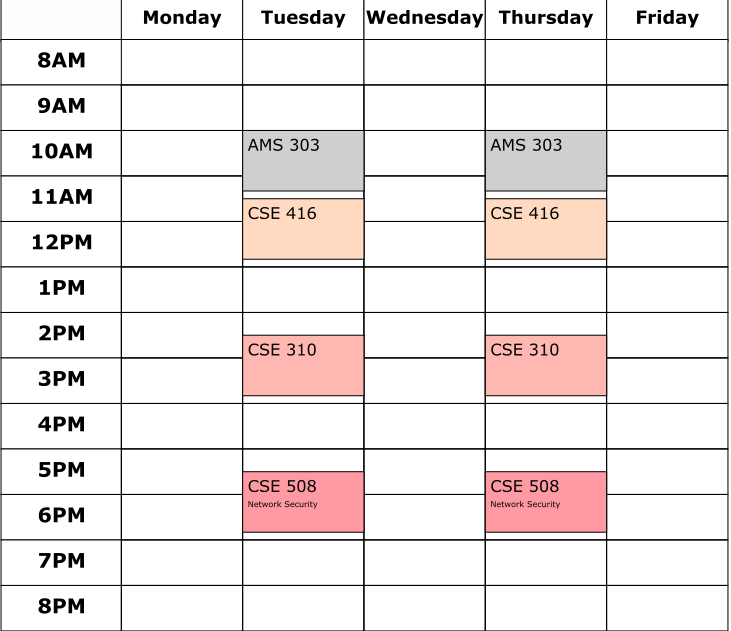 Monday Tuesday Wednesday Thursday Friday
8AM
9AM
10AM AMS 303 AMS 303
11AM
CSE 416 CSE 416
12PM
1PM
2PM
CSE 310 CSE 310
3PM
4PM
5PM
CSE 508 CSE 508
Network Security Network Security
6PM
7PM
8PM